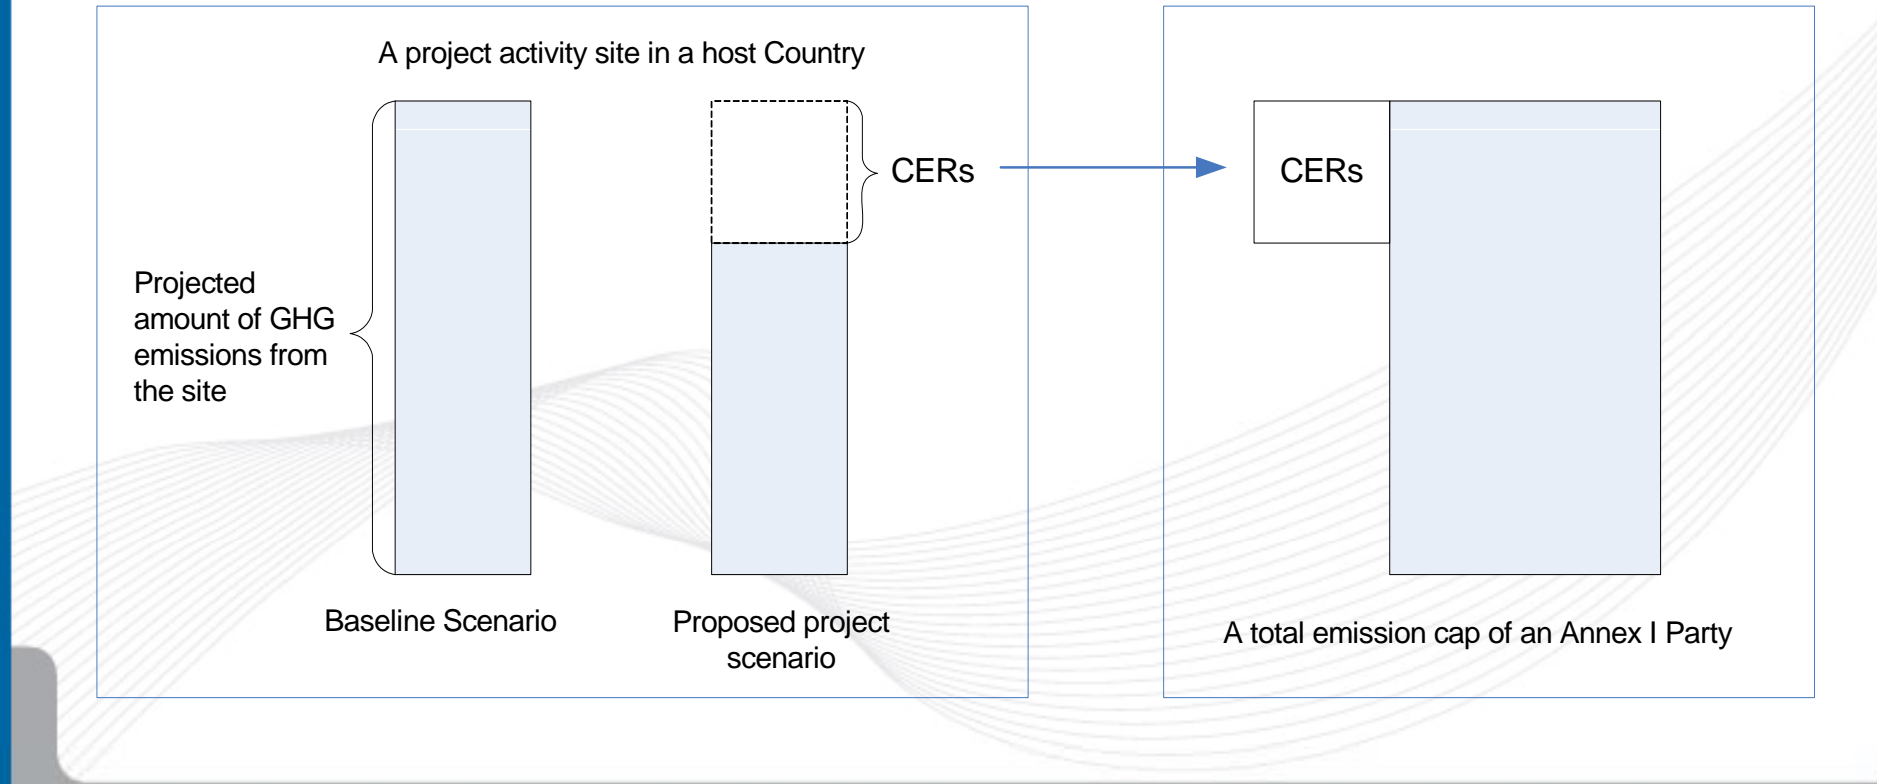 A project activity site in a host Country
CERs
CERs
Projected
amount of GHG
emissions from
the site
Baseline Scenario
Proposed project
scenario
A total emission cap of an Annex I Party